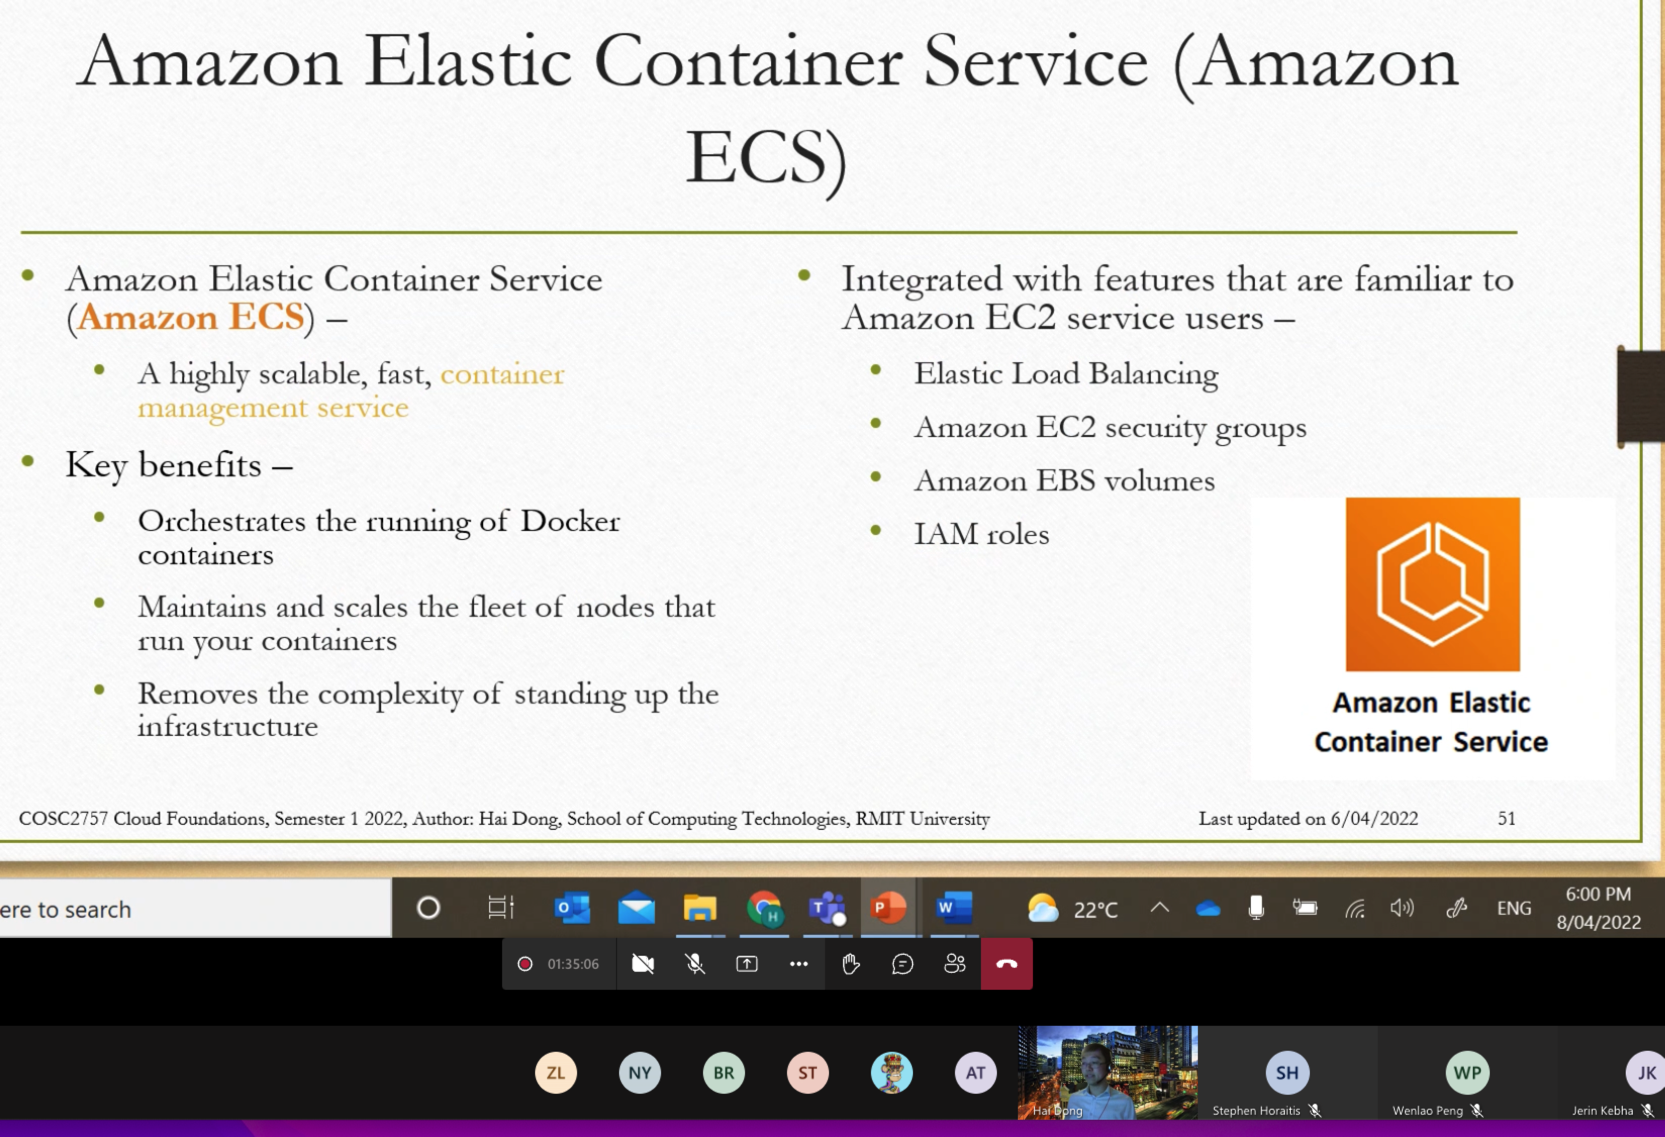 Amazon Elastic Container Service (Amazon
ECS)
Amazon Elastic Container Service
(Amazon ECS) –
A highly scalable, fast, container
management service
Key benefits –
Orchestrates the running of Docker
containers
Maintains and scales the fleet of nodes that
run your containers
Removes the complexity of standing up the
infrastructure
Integrated with features that are familiar to
Amazon EC2 service users –
Elastic Load Balancing
Amazon EC2 security groups
Amazon EBS volumes
IAM roles
Amazon Elastic
Container Service
COSC2757 Cloud Foundations, Semester 1 2022, Author: Hai Dong, School of Computing Technologies, RMIT University
Last updated on 6/04/2022
51
ere to search
22°C
ENG
6:00 PM
8/04/2022
01:35:06
ZL
NY
BR
ST
AT
Hai Dong
SH
Stephen Horaitis
WP
Wenlao Peng
JK
Jerin Kebha